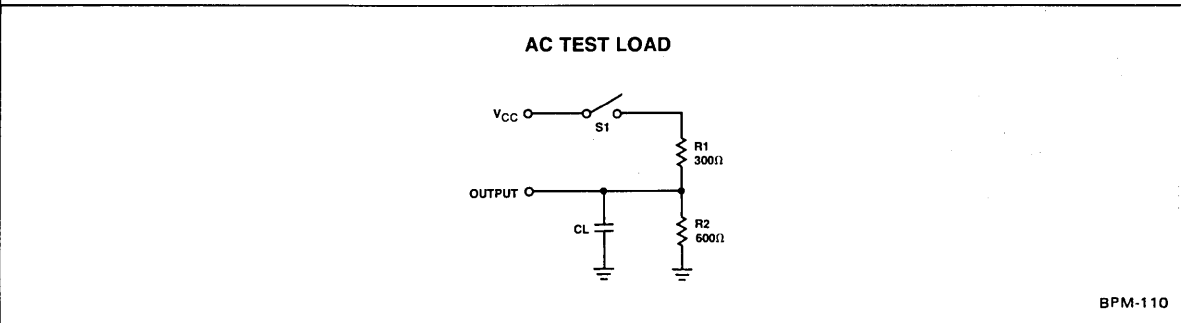 AC TEST LOAD
VCC
S1
R1
300Ω
OUTPUT
CL
R2
600Ω
BPM-110